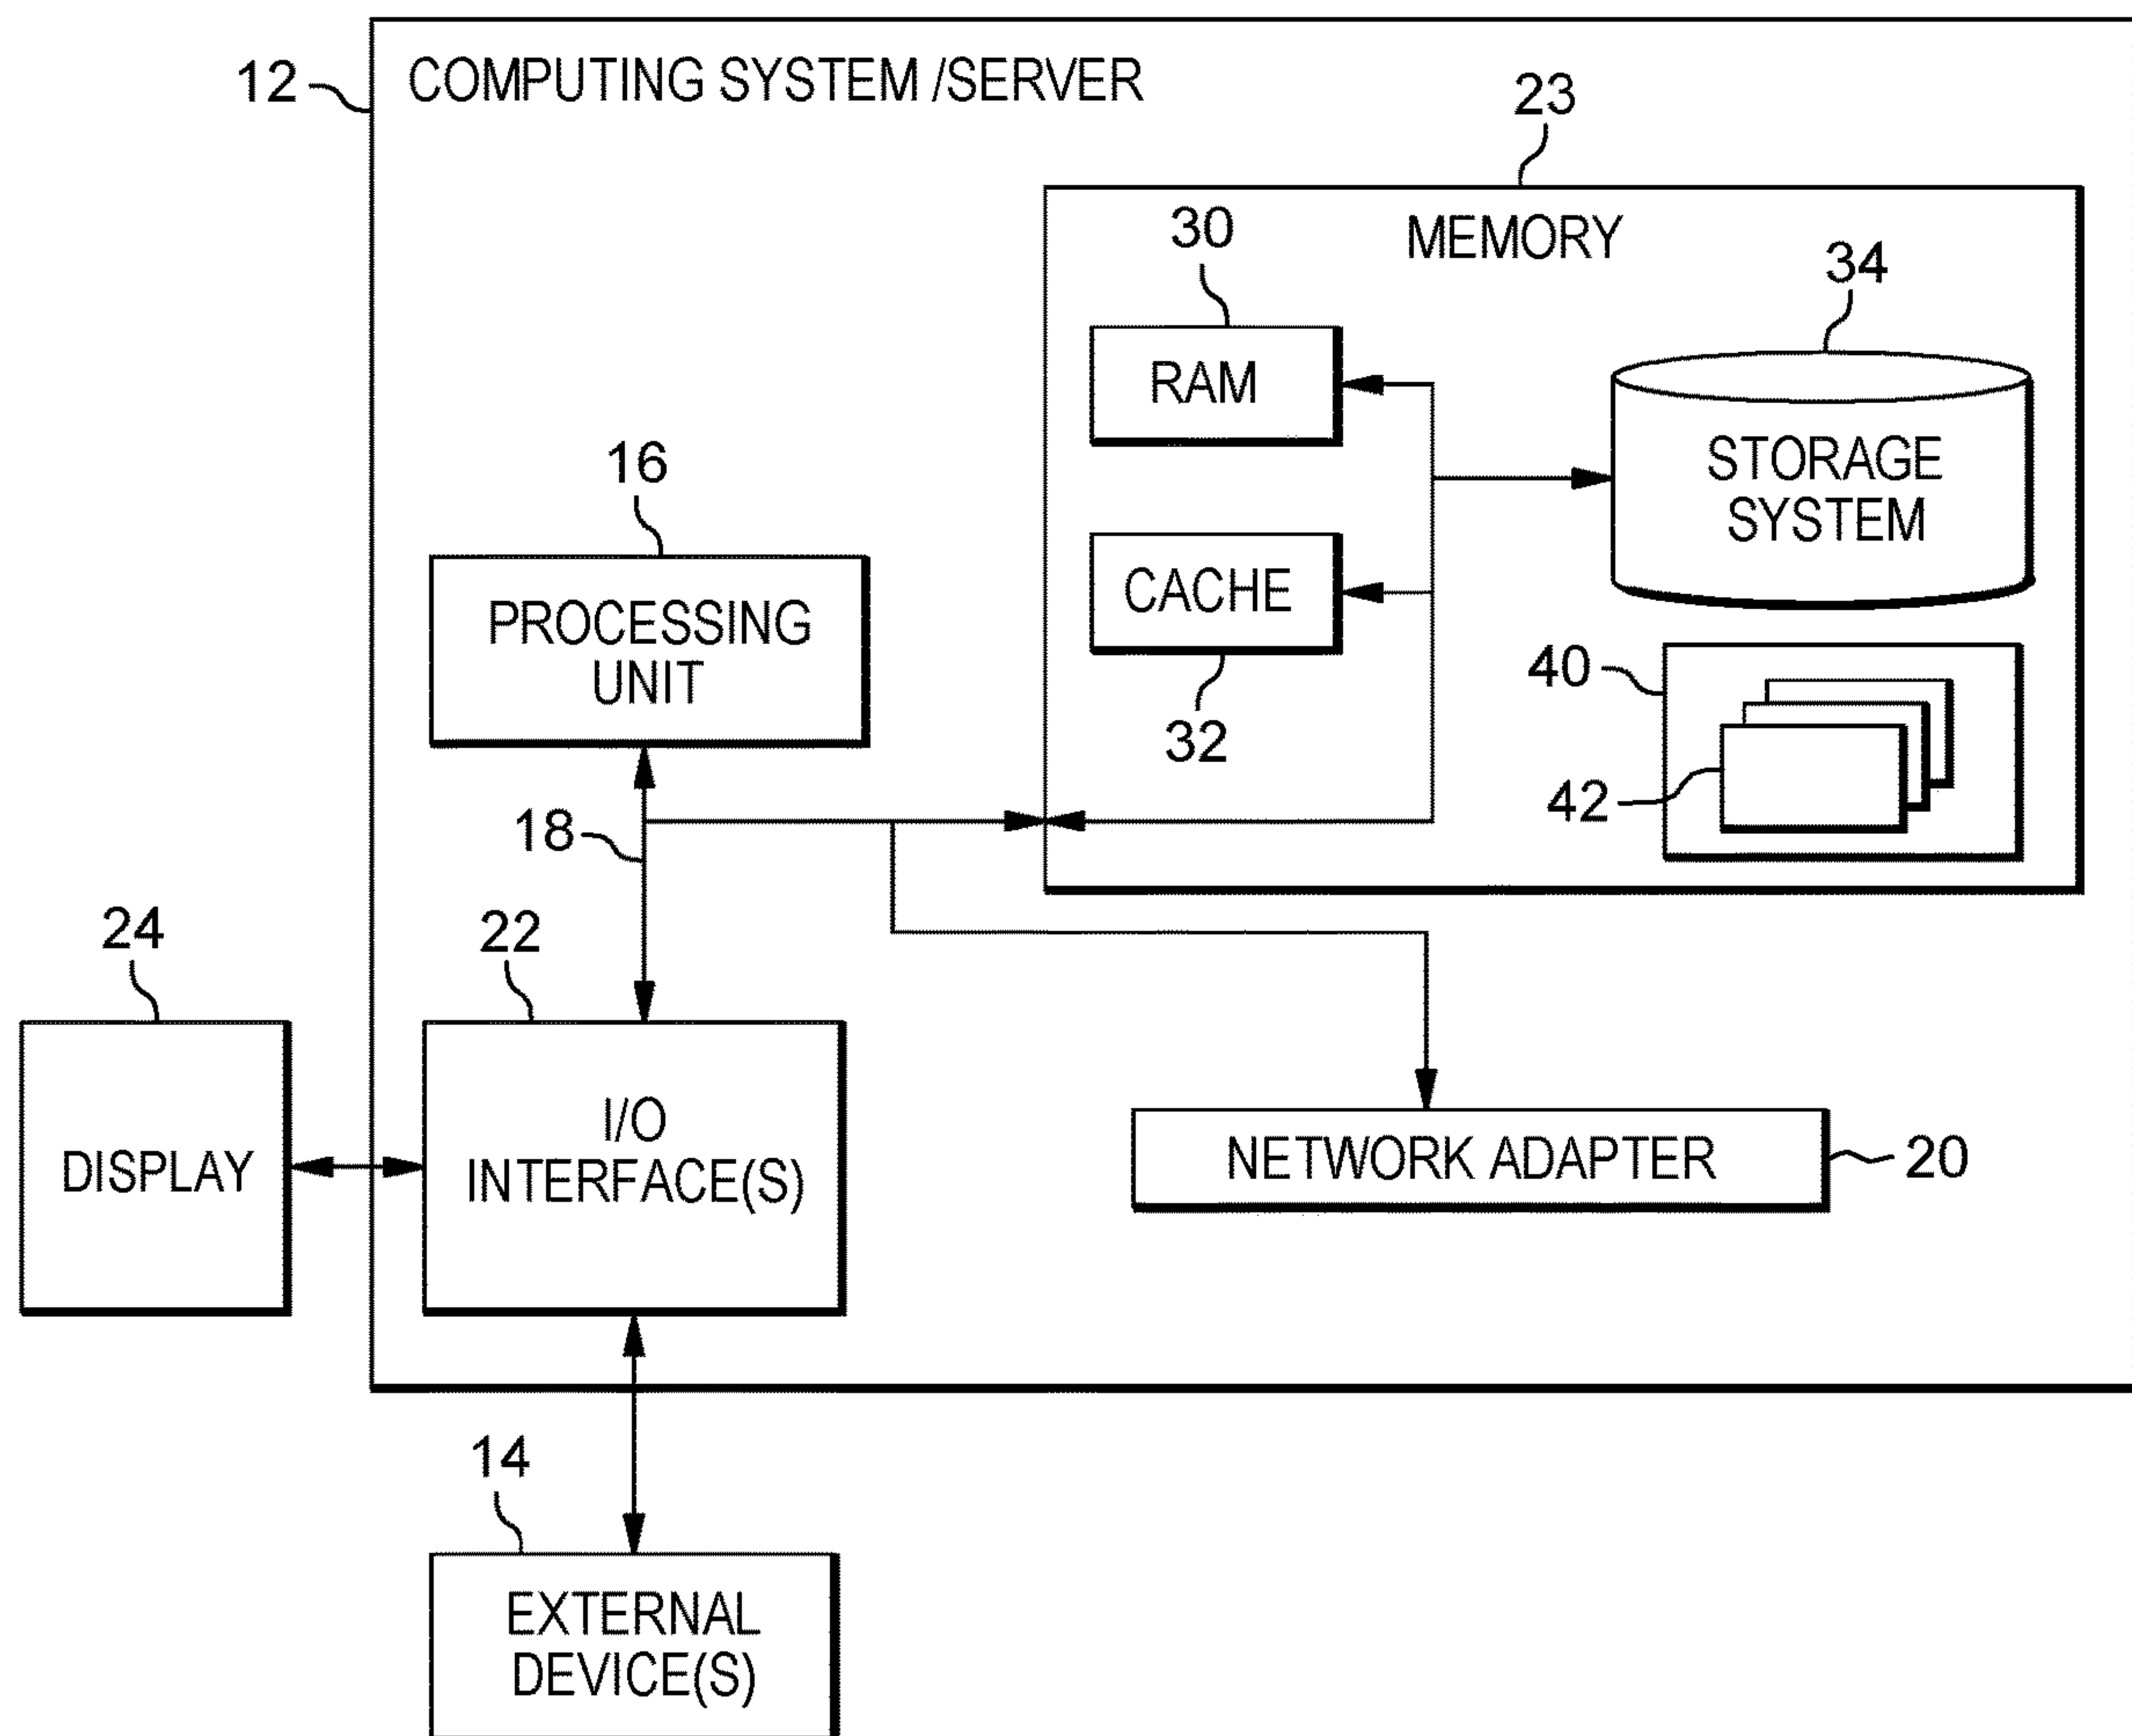 12
COMPUTING SYSTEM /SERVER
23
MEMORY
30
RAM
34
STORAGE
SYSTEM
16
PROCESSING
UNIT
CACHE
32
40
42
18
24
DISPLAY
22
I/O
INTERFACE(S)
NETWORK ADAPTER
20
14
EXTERNAL
DEVICE(S)